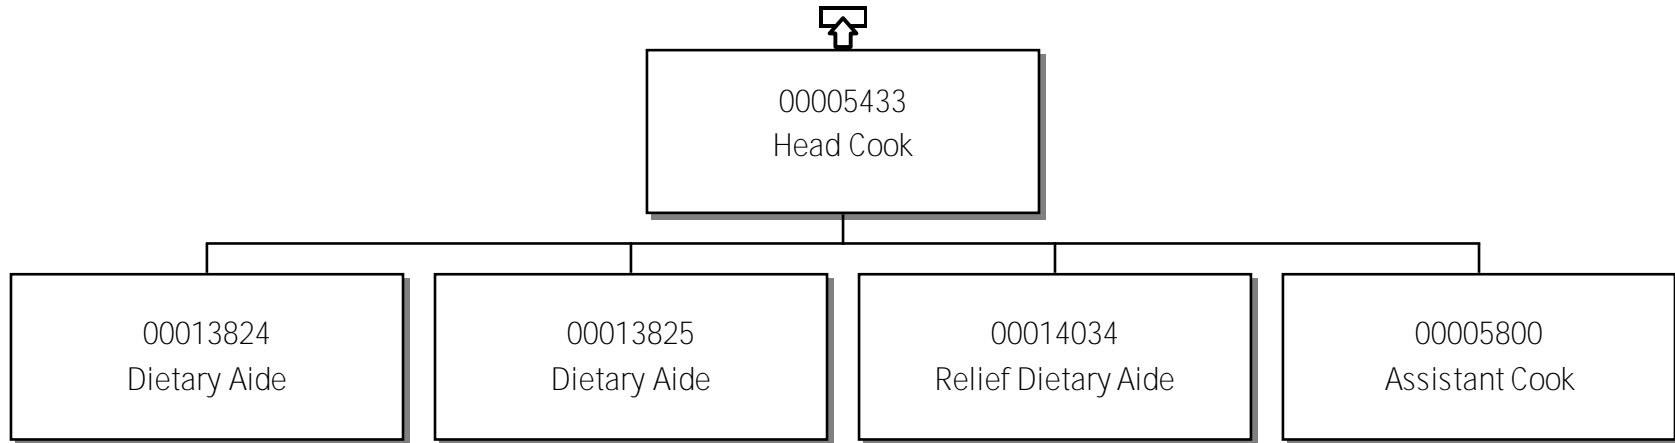 00005433
Head Cook
00013824
Dietary Aide
00013825
Dietary Aide
00014034
Relief Dietary Aide
00005800
Assistant Cook